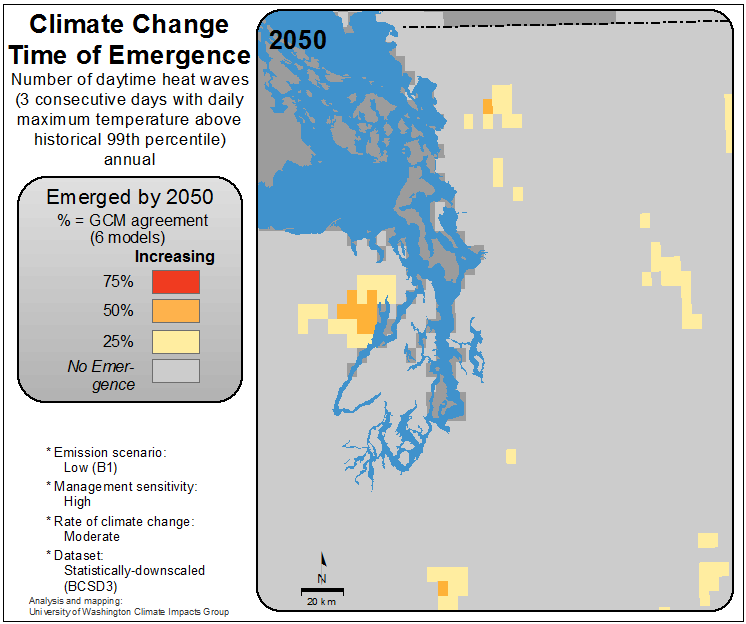 Climate Change
Time of Emergence
Number of daytime heat waves
(3 consecutive days with daily
maximum temperature above
historical 99th percentile)
annual
Emerged by 2050
% = GCM agreement
(6 models)
Increasing
75%
50%
25%
No Emer-
gence
* Emission scenario:
Low (B1)
* Management sensitivity:
High
* Rate of climate change:
Moderate
* Dataset:
Statistically-downscaled
(BCSD3)
Analysis and mapping:
University of Washington Climate Impacts Group
2050
N
20 km